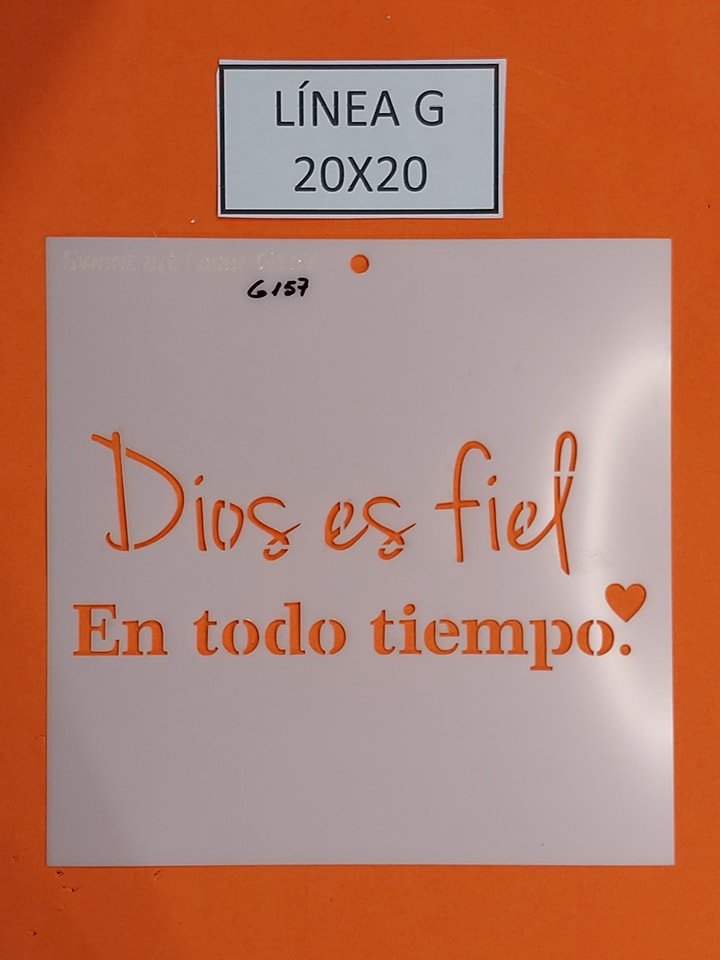 LÍNEA G
20X20
G157
Dios es fiel
En todo tiempo.